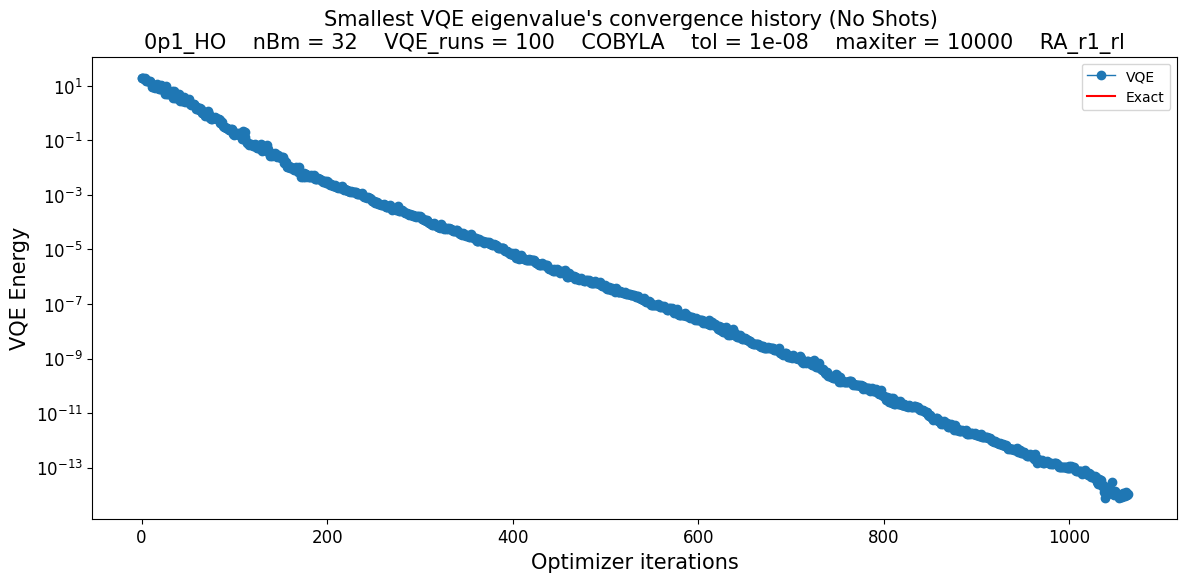 Smallest VQE eigenvalue's convergence history (No Shots)
0p1_HO    nBm = 32    VQE_runs = 100    COBYLA    tol = 1e-08    maxiter = 10000    RA_r1_rl
VQE
Exact
VQE Energy
10^1
10^-1
10^-3
10^-5
10^-7
10^-9
10^-11
10^-13
0 200 400 600 800 1000
Optimizer iterations